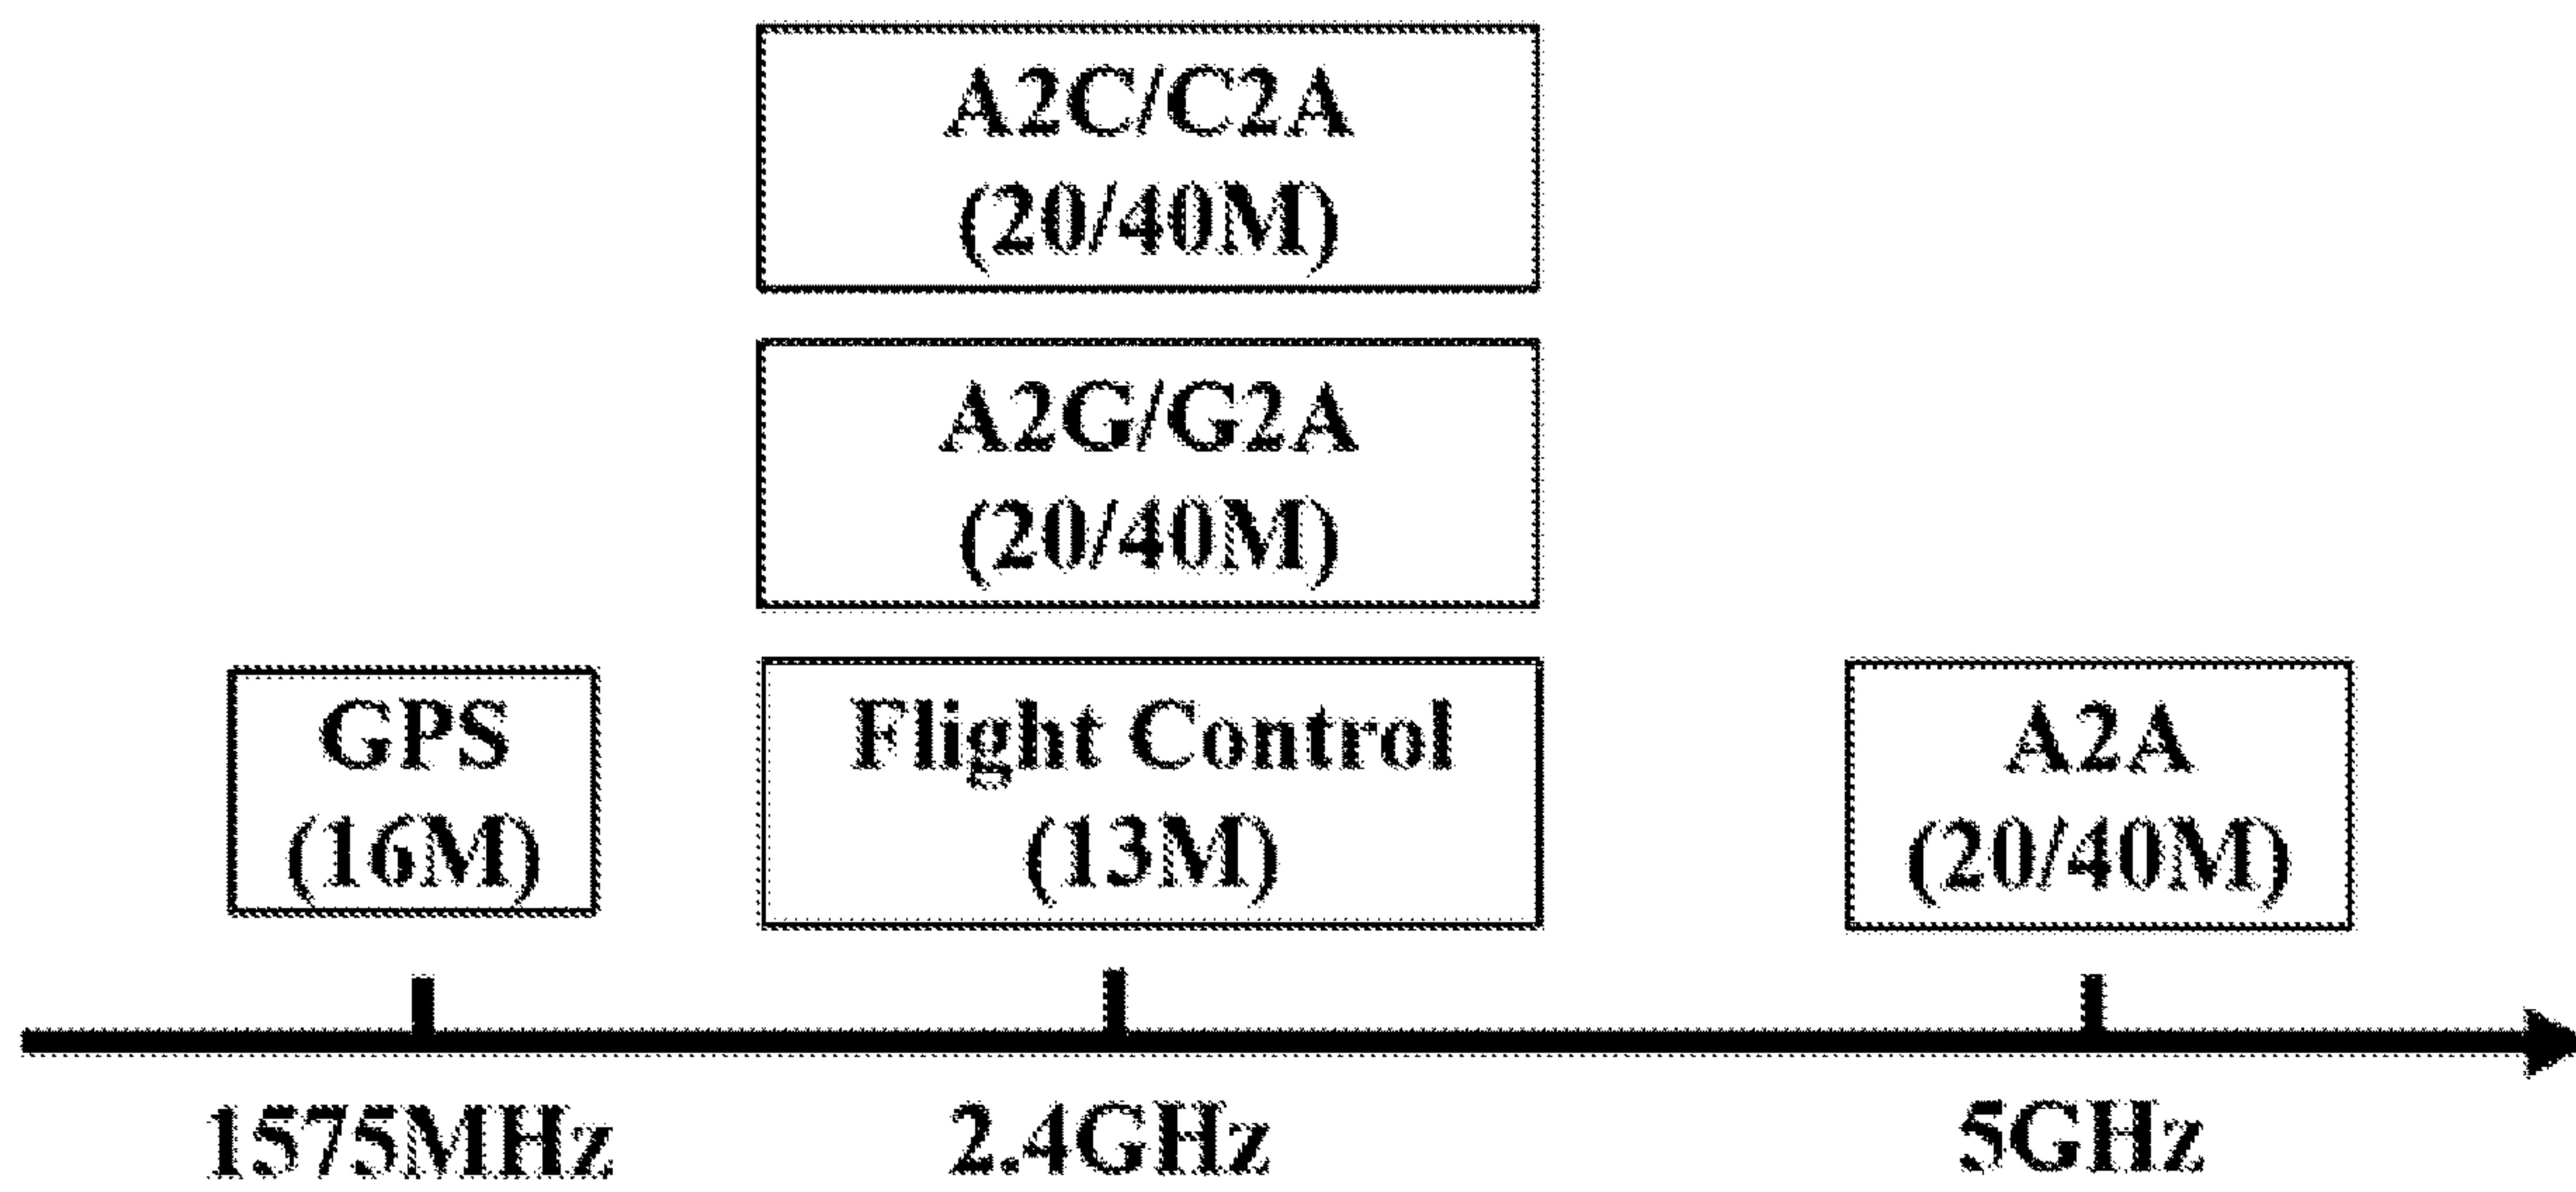 A2C/C2A
(20/40M)
A2G/G2A
(20/40M)
GPS
(16M)
Flight Control
(13M)
A2A
(20/40M)
1575MHz
2.4GHz
5GHz